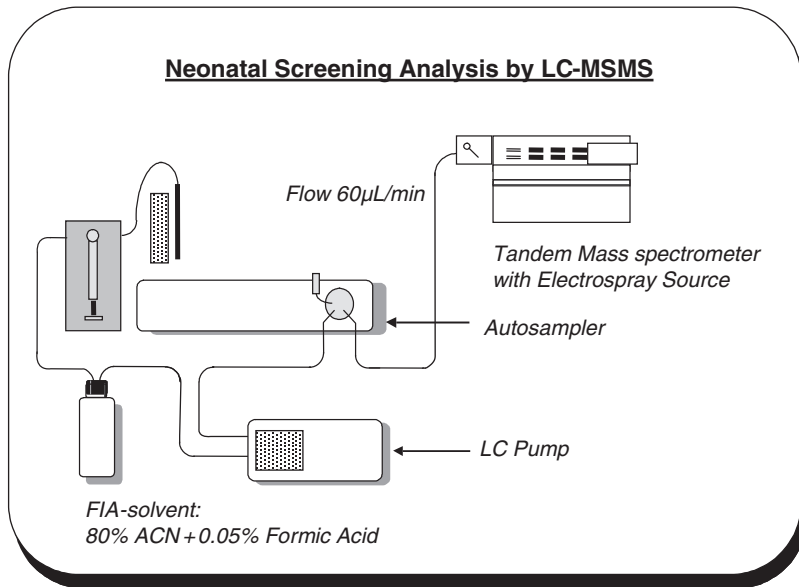 Neonatal Screening Analysis by LC-MSMS
Flow 60µL/min
Tandem Mass spectrometer
with Electrospray Source
Autosampler
LC Pump
FIA-solvent:
80% ACN+0.05% Formic Acid